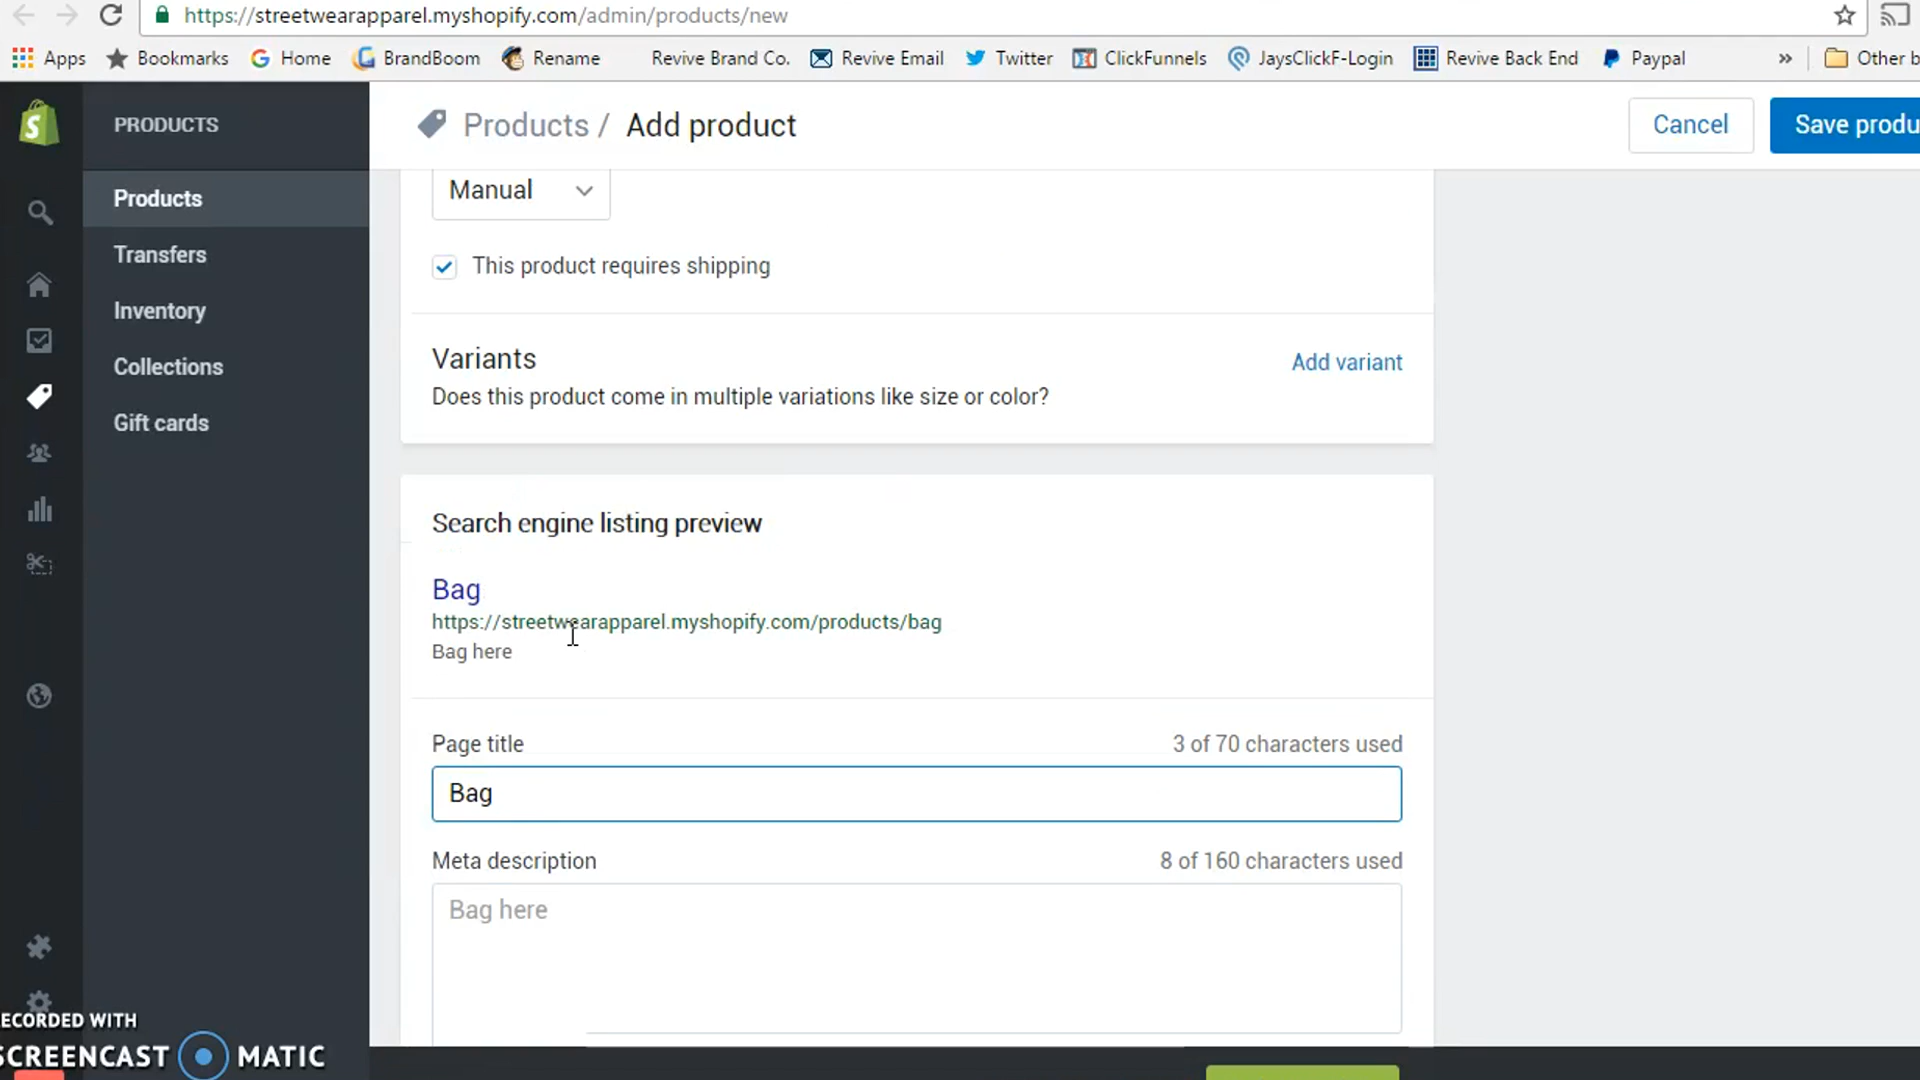 https://streetwearapparel.myshopify.com/admin/products/new
Apps Bookmarks Home BrandBoom Rename Revive Brand Co. Revive Email Twitter ClickFunnels JaysClickF-Login Revive Back End Paypal » Other b
PRODUCTS
Products / Add product
Cancel
Save produ
Products
Transfers
Inventory
Collections
Gift cards
Manual
This product requires shipping
Variants
Add variant
Does this product come in multiple variations like size or color?
Search engine listing preview
Bag
https://streetwearapparel.myshopify.com/products/bag
Bag here
Page title
3 of 70 characters used
Bag
Meta description
8 of 160 characters used
Bag here
ECORDED WITH
SCREENCAST MATIC